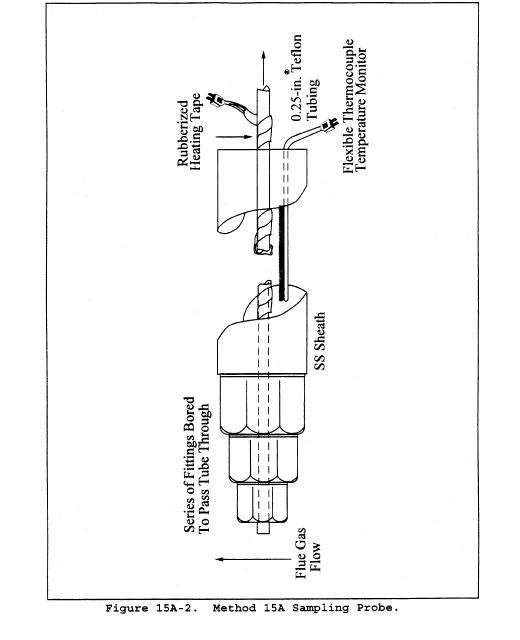 Rubberized
Heating Tape
0.25-in. Teflon®
Tubing
Flexible Thermocouple
Temperature Monitor
SS Sheath
Series of Fittings Bored
To Pass Tube Through
Flue Gas
Flow
Figure 15A-2. Method 15A Sampling Probe.